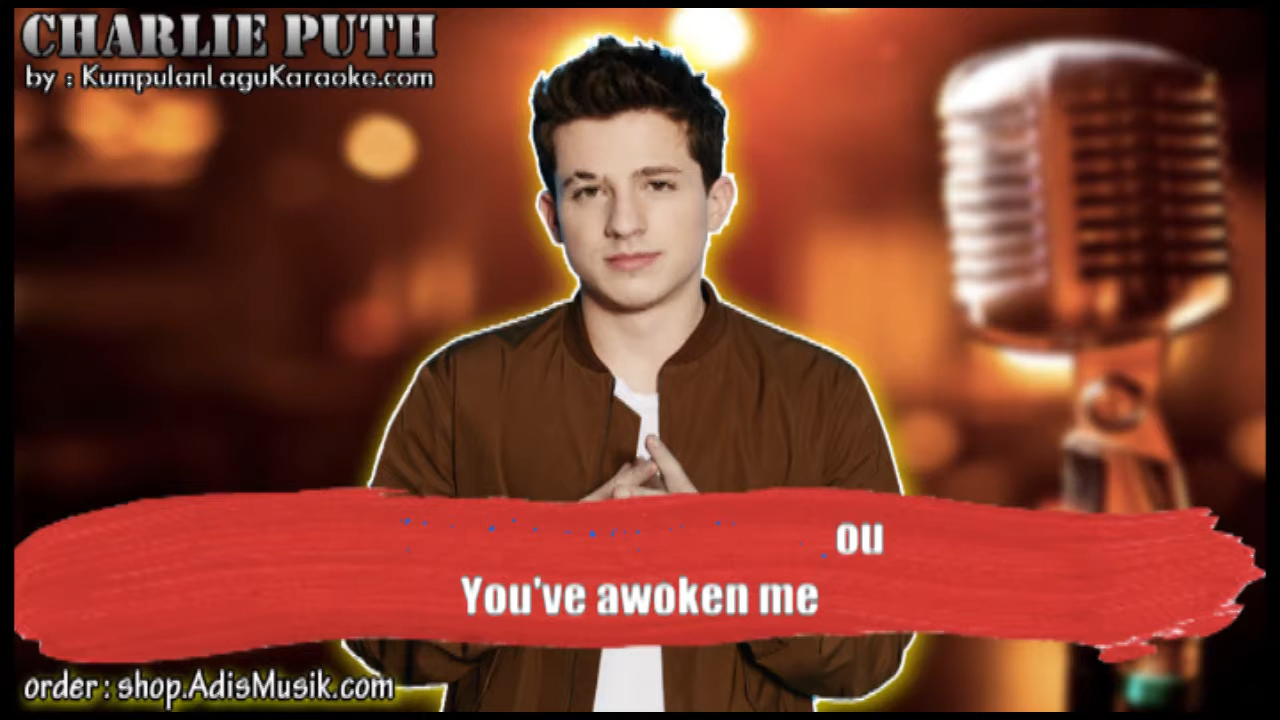 CHARLIE PUTH
by : KumpulanLaguKaraoke.com
ou
You've awoken me
order : shop.AdisMusik.com